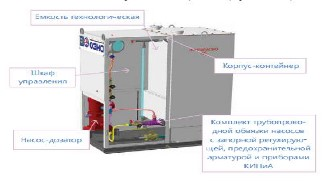 Емкость технологическая
Корпус-контейнер
Шкаф
управления
Насос-дозатор
Комплект трубопрово-
дной обвязки насосов
с запорной регулирую-
щей, предохранительной
арматурой и приборами
КИПиА